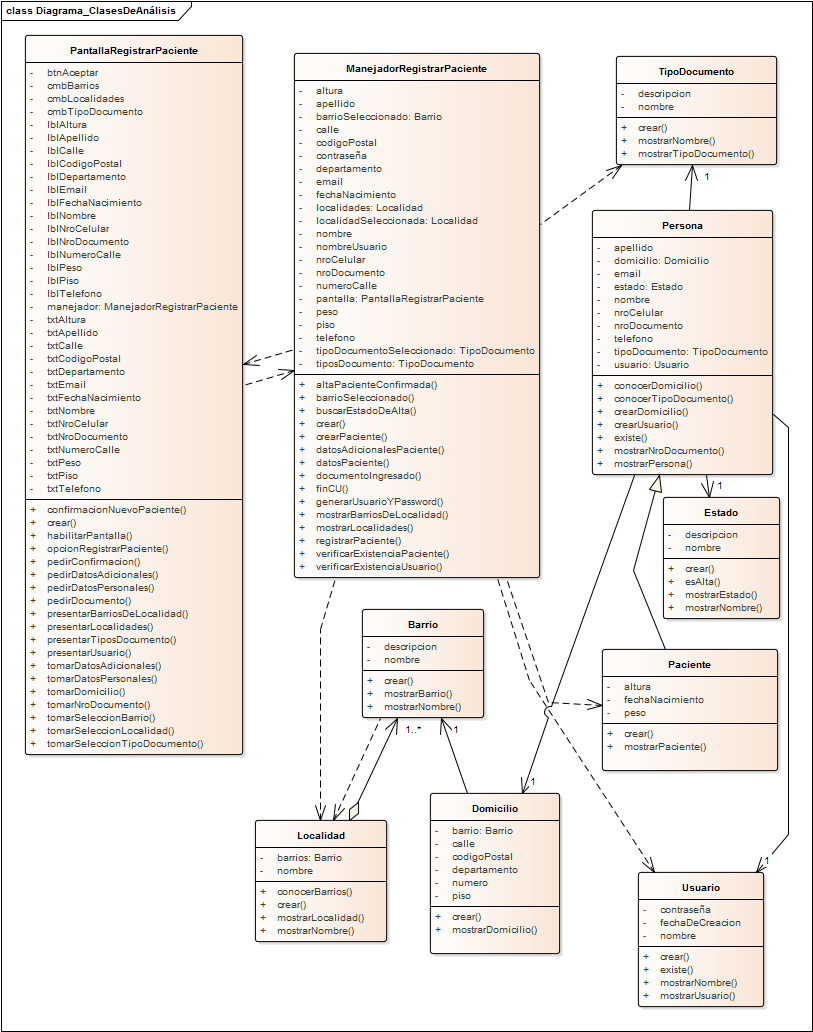 class Diagrama_ClasesDeAnálisis
PantallaRegistrarPaciente
- btnAceptar
- cmbBarrios
- cmbLocalidades
- cmbTipoDocumento
- lblAltura
- lblApellido
- lblCalle
- lblCodigoPostal
- lblDepartamento
- lblEmail
- lblFechaNacimiento
- lblNombre
- lblNroCelular
- lblNroDocumento
- lblNumeroCalle
- lblPeso
- lblPiso
- lblTelefono
- manejador: ManejadorRegistrarPaciente
- txtAltura
- txtApellido
- txtCalle
- txtCodigoPostal
- txtDepartamento
- txtEmail
- txtFechaNacimiento
- txtNombre
- txtNroCelular
- txtNroDocumento
- txtNumeroCalle
- txtPeso
- txtPiso
- txtTelefono
+ confirmacionNuevoPaciente()
+ crear()
+ habilitarPantalla()
+ opcionRegistrarPaciente()
+ pedirConfirmacion()
+ pedirDatosAdicionales()
+ pedirDatosPersonales()
+ pedirDocumento()
+ presentarBarriosDeLocalidad()
+ presentarLocalidades()
+ presentarTiposDocumento()
+ presentarUsuario()
+ tomarDatosAdicionales()
+ tomarDatosPersonales()
+ tomarDomicilio()
+ tomarNroDocumento()
+ tomarSeleccionBarrio()
+ tomarSeleccionLocalidad()
+ tomarSeleccionTipoDocumento()
ManejadorRegistrarPaciente
- altura
- apellido
- barrioSeleccionado: Barrio
- calle
- codigoPostal
- contraseña
- departamento
- email
- fechaNacimiento
- localidades: Localidad
- localidadSeleccionada: Localidad
- nombre
- nombreUsuario
- nroCelular
- nroDocumento
- numeroCalle
- pantalla: PantallaRegistrarPaciente
- peso
- piso
- telefono
- tipoDocumentoSeleccionado: TipoDocumento
- tiposDocumento: TipoDocumento
+ altaPacienteConfirmada()
+ barrioSeleccionado()
+ buscarEstadoDeAlta()
+ crear()
+ crearPaciente()
+ datosAdicionalesPaciente()
+ datosPaciente()
+ documentoIngresado()
+ finCU()
+ generarUsuarioYPassword()
+ mostrarBarriosDeLocalidad()
+ mostrarLocalidades()
+ registrarPaciente()
+ verificarExistenciaPaciente()
+ verificarExistenciaUsuario()
TipoDocumento
- descripcion
- nombre
+ crear()
+ mostrarNombre()
+ mostrarTipoDocumento()
1
Persona
- apellido
- domicilio: Domicilio
- email
- estado: Estado
- nombre
- nroCelular
- nroDocumento
- telefono
- tipoDocumento: TipoDocumento
- usuario: Usuario
+ conocerDomicilio()
+ conocerTipoDocumento()
+ crearDomicilio()
+ crearUsuario()
+ existe()
+ mostrarNroDocumento()
+ mostrarPersona()
1
Estado
- descripcion
- nombre
+ crear()
+ esAlta()
+ mostrarEstado()
+ mostrarNombre()
Barrio
- descripcion
- nombre
+ crear()
+ mostrarBarrio()
+ mostrarNombre()
1..*
1
Paciente
- altura
- fechaNacimiento
- peso
+ crear()
+ mostrarPaciente()
1
Localidad
- barrios: Barrio
- nombre
+ conocerBarrios()
+ crear()
+ mostrarLocalidad()
+ mostrarNombre()
Domicilio
- barrio: Barrio
- calle
- codigoPostal
- departamento
- numero
- piso
+ crear()
+ mostrarDomicilio()
1
Usuario
- contraseña
- fechaDeCreacion
- nombre
+ crear()
+ existe()
+ mostrarNombre()
+ mostrarUsuario()